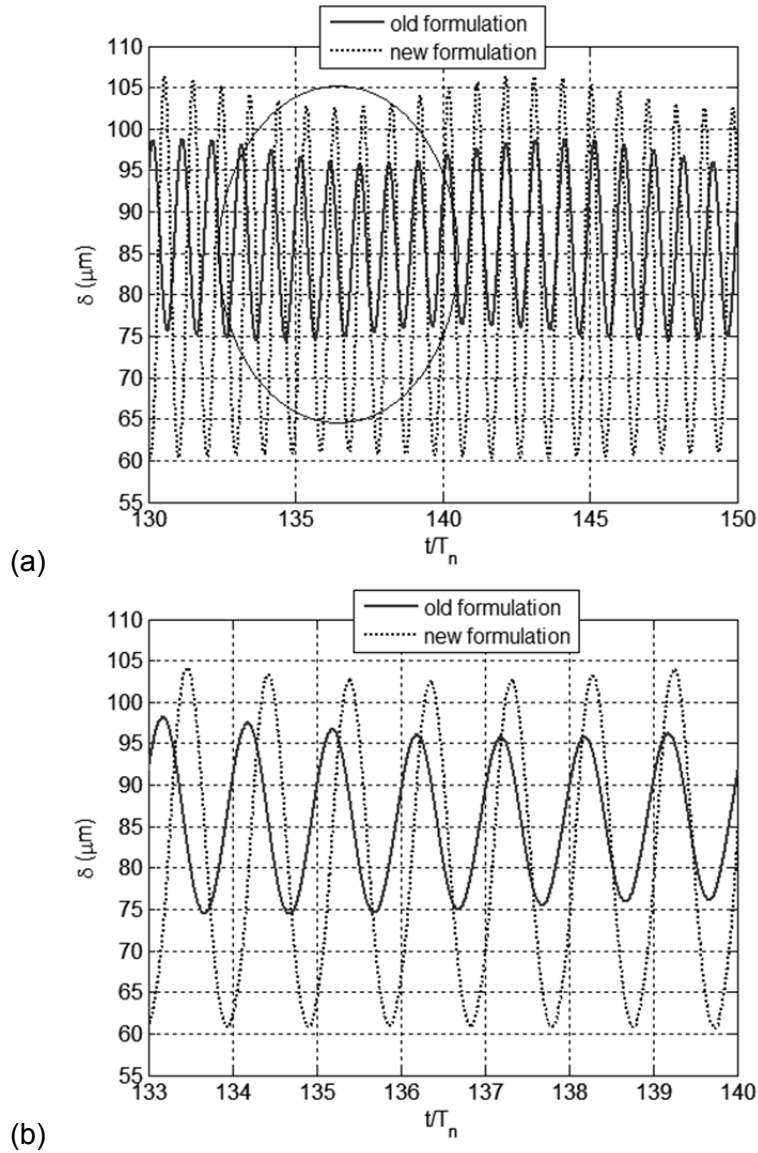 old formulation
new formulation
110
105
100
95
90
85
80
75
70
65
60
55
δ (μm)
130 135 140 145 150
t/Tn
(a)
old formulation
new formulation
110
105
100
95
90
85
80
75
70
65
60
55
δ (μm)
133 134 135 136 137 138 139 140
t/Tn
(b)